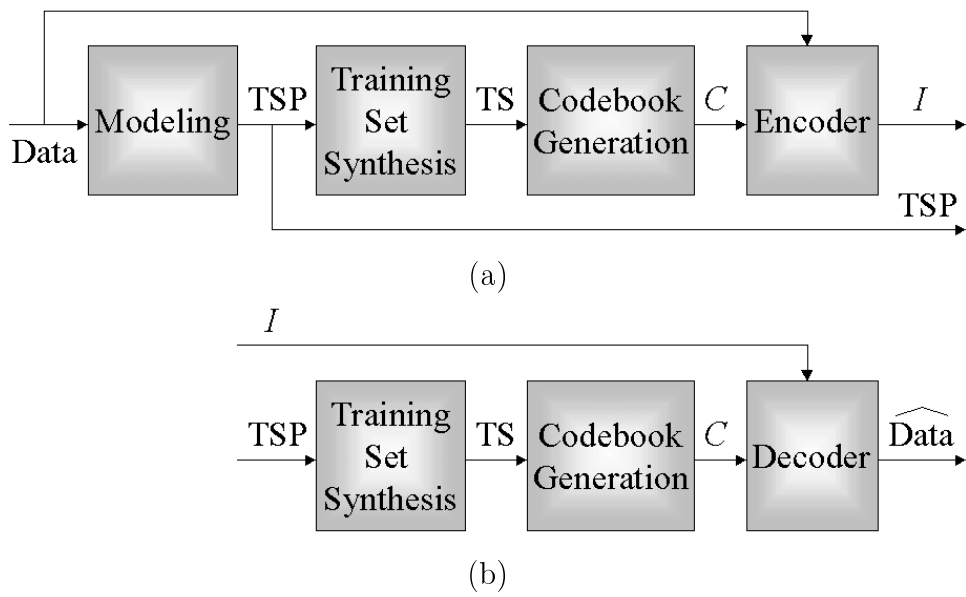 Data
Modeling
TSP
Training
Set
Synthesis
TS
Codebook
Generation
C
Encoder
I
TSP
(a)
I
TSP
Training
Set
Synthesis
TS
Codebook
Generation
C
Decoder
Data
(b)